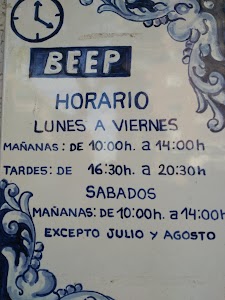 BEEP
HORARIO
LUNES A VIERNES
MAÑANAS: DE 10:00h. a 14:00h
TARDES: DE 16:30h. a 20:30h
SABADOS
MAÑANAS: DE 10:00h. a 14:00h
EXCEPTO JULIO Y AGOSTO